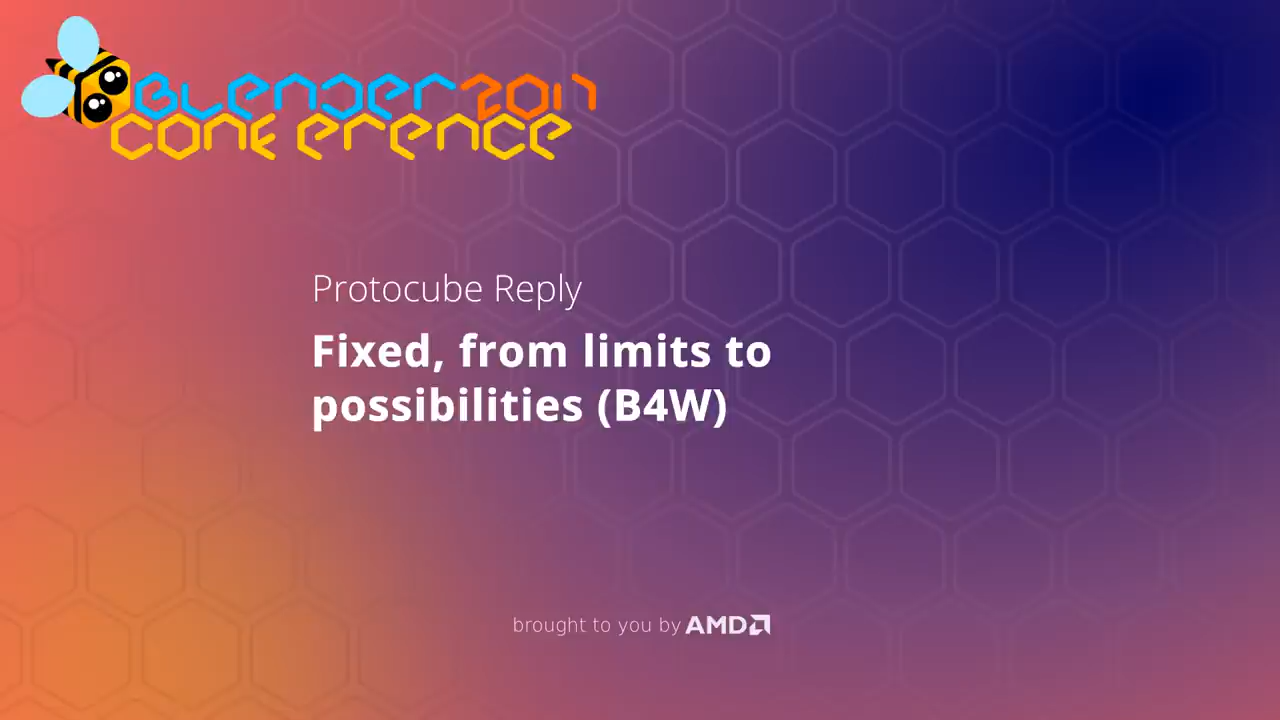 Blender 2017
Conference
Protocube Reply
Fixed, from limits to
possibilities (B4W)
brought to you by AMD